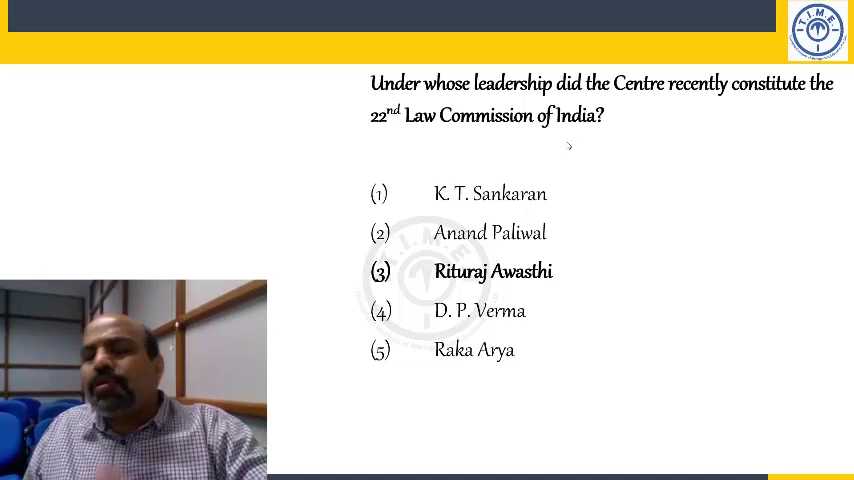 T.I.M.E.
Under whose leadership did the Centre recently constitute the
22nd Law Commission of India?
(1) K. T. Sankaran
(2) Anand Paliwal
(3) Rituraj Awasthi
(4) D. P. Verma
(5) Raka Arya
T.I.M.E.